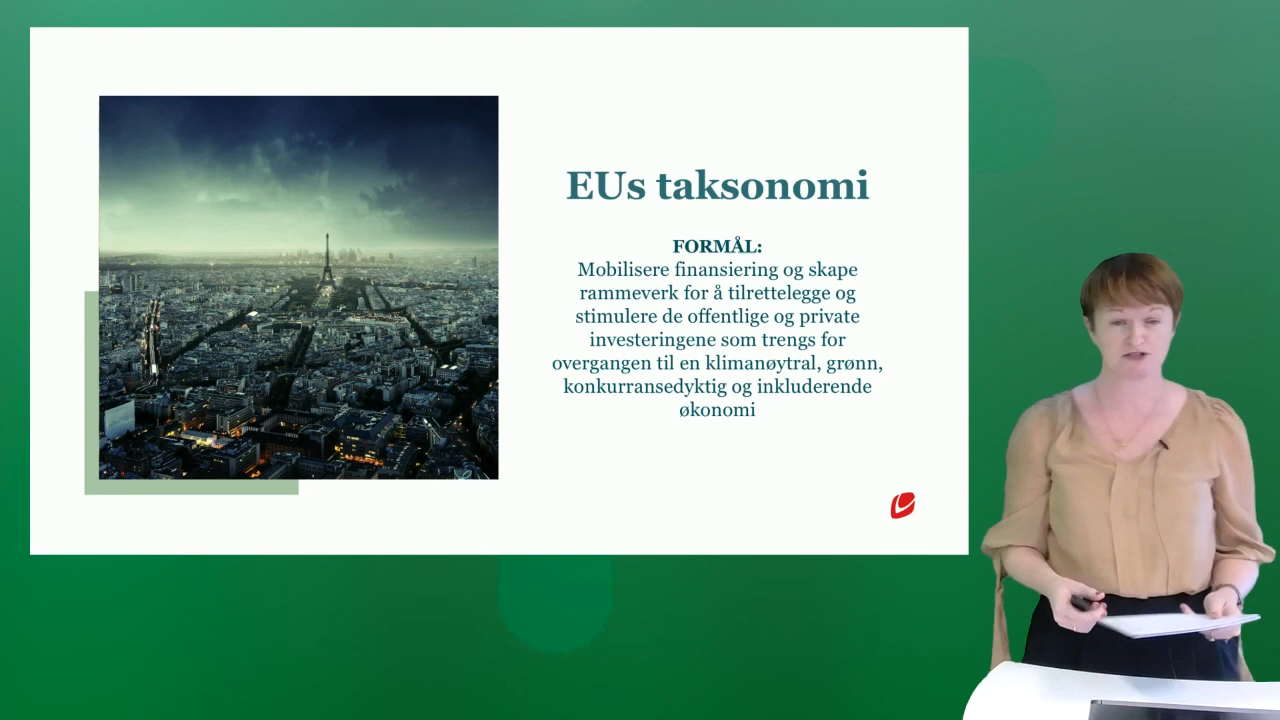 EUs taksonomi
FORMÅL:
Mobilisere finansiering og skape
rammeverk for å tilrettelegge og
stimulere de offentlige og private
investeringene som trengs for
overgangen til en klimanøytral, grønn,
konkurransedyktig og inkluderende
økonomi